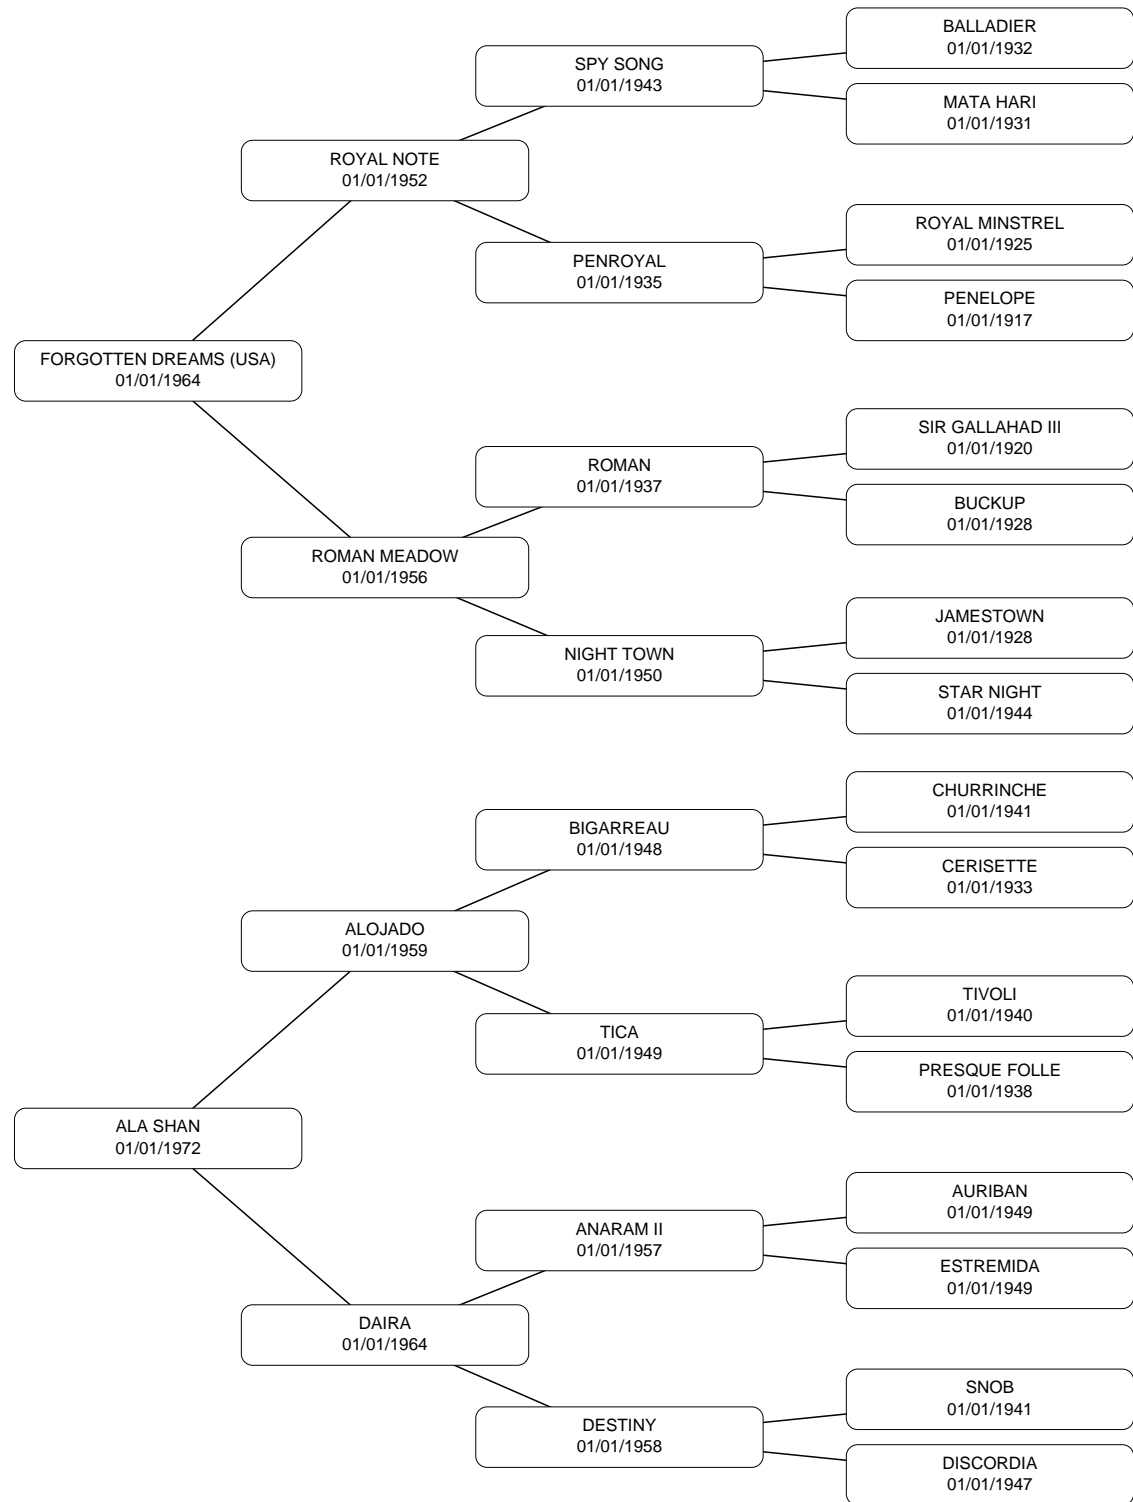 BALLADIER
01/01/1932
SPY SONG
01/01/1943
MATA HARI
01/01/1931
ROYAL NOTE
01/01/1952
ROYAL MINSTREL
01/01/1925
PENROYAL
01/01/1935
PENELOPE
01/01/1917
FORGOTTEN DREAMS (USA)
01/01/1964
SIR GALLAHAD III
01/01/1920
ROMAN
01/01/1937
BUCKUP
01/01/1928
ROMAN MEADOW
01/01/1956
JAMESTOWN
01/01/1928
NIGHT TOWN
01/01/1950
STAR NIGHT
01/01/1944
CHURRINCHE
01/01/1941
BIGARREAU
01/01/1948
CERISETTE
01/01/1933
ALOJADO
01/01/1959
TIVOLI
01/01/1940
TICA
01/01/1949
PRESQUE FOLLE
01/01/1938
ALA SHAN
01/01/1972
AURIBAN
01/01/1949
ANARAM II
01/01/1957
ESTREMIDA
01/01/1949
DAIRA
01/01/1964
SNOB
01/01/1941
DESTINY
01/01/1958
DISCORDIA
01/01/1947